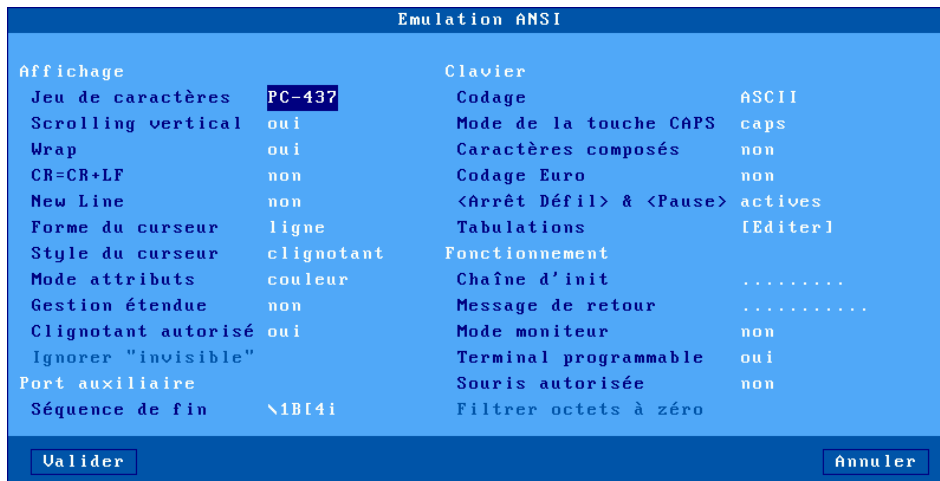 Emulation ANSI
Affichage
Jeu de caractères PC-437
Scrolling vertical oui
Wrap oui
CR=CR+LF non
New Line non
Forme du curseur ligne
Style du curseur clignotant
Mode attributs couleur
Gestion étendue non
Clignotant autorisé oui
Ignorer "invisible"
Port auxiliaire
Séquence de fin \1B[4i
Clavier
Codage ASCII
Mode de la touche CAPS caps
Caractères composés non
Codage Euro non
<Arrêt Défil> & <Pause> actives
Tabulations [Editer]
Fonctionnement
Chaîne d'init .........
Message de retour ...........
Mode moniteur non
Terminal programmable oui
Souris autorisée non
Filtrer octets à zéro
Valider
Annuler